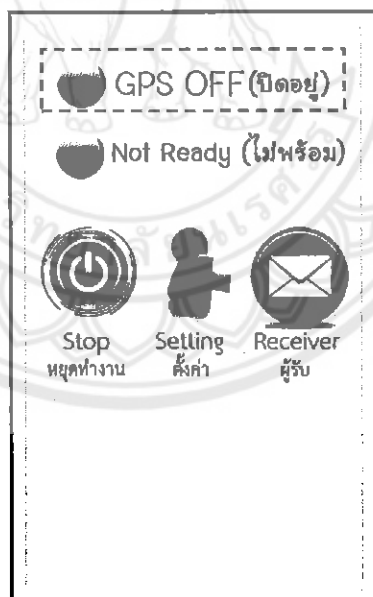 GPS OFF (ปิดอยู่)
Not Ready (ไม่พร้อม)
Stop Setting Receiver
หยุดทำงาน ตั้งค่า ผู้รับ